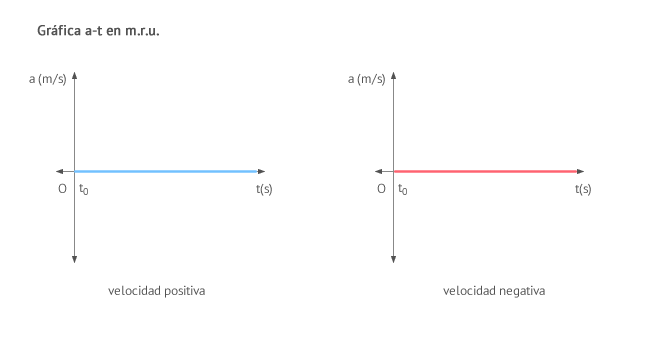 Gráfica a-t en m.r.u.
a (m/s)
a (m/s)
O t0 t(s)
O t0 t(s)
velocidad positiva
velocidad negativa